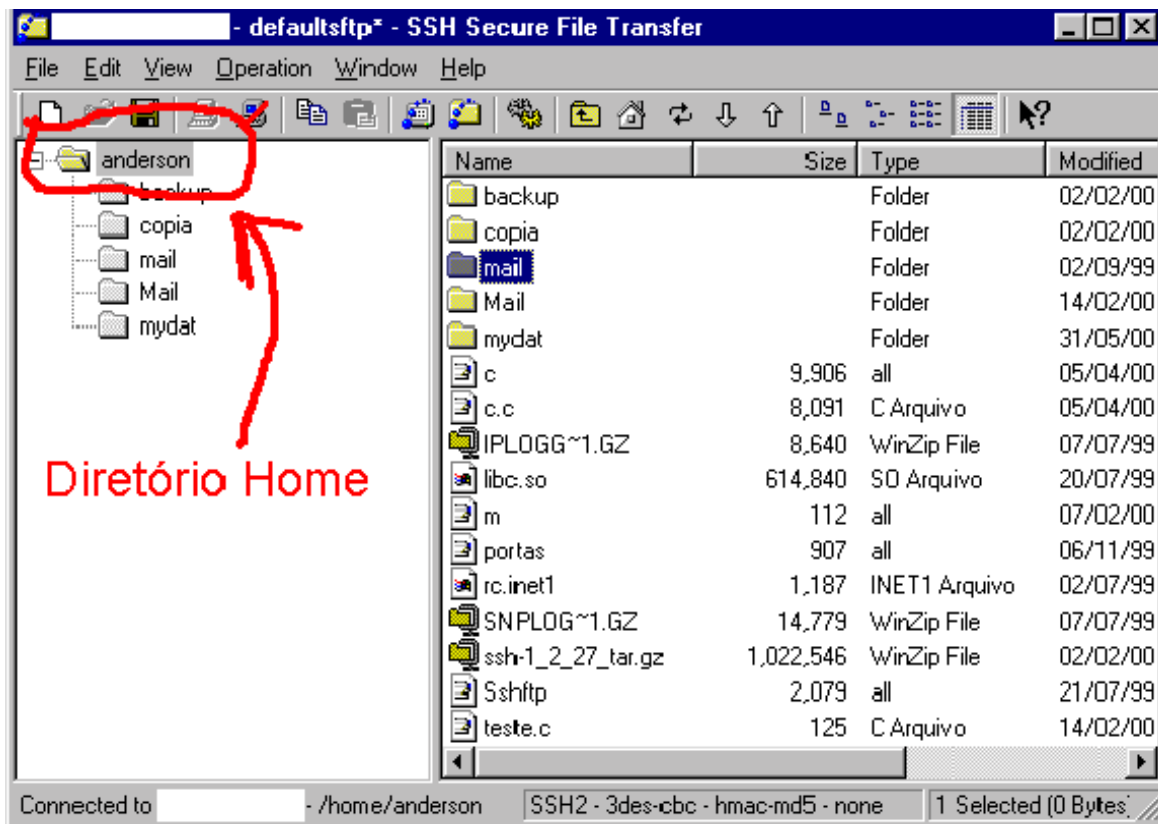 - defaultsftp* - SSH Secure File Transfer
File Edit View Operation Window Help
anderson
backup
copia
mail
Mail
mydat
Diretório Home
Name Size Type Modified
backup Folder 02/02/00
copia Folder 02/02/00
mail Folder 02/09/99
Mail Folder 14/02/00
mydat Folder 31/05/00
c 9,906 all 05/04/00
c.c 8,091 C Arquivo 05/04/00
IPLOGG~1.GZ 8,640 WinZip File 07/07/99
libc.so 614,840 SO Arquivo 20/07/99
m 112 all 07/02/00
portas 907 all 06/11/99
rc.inet1 1,187 INET1 Arquivo 02/07/99
SNPLOG~1.GZ 14,779 WinZip File 07/07/99
ssh-1_2_27_tar.gz 1,022,546 WinZip File 02/02/00
Sshftp 2,079 all 21/07/99
teste.c 125 C Arquivo 14/02/00
Connected to - /home/anderson SSH2 - 3des-cbc - hmac-md5 - none 1 Selected (0 Bytes)